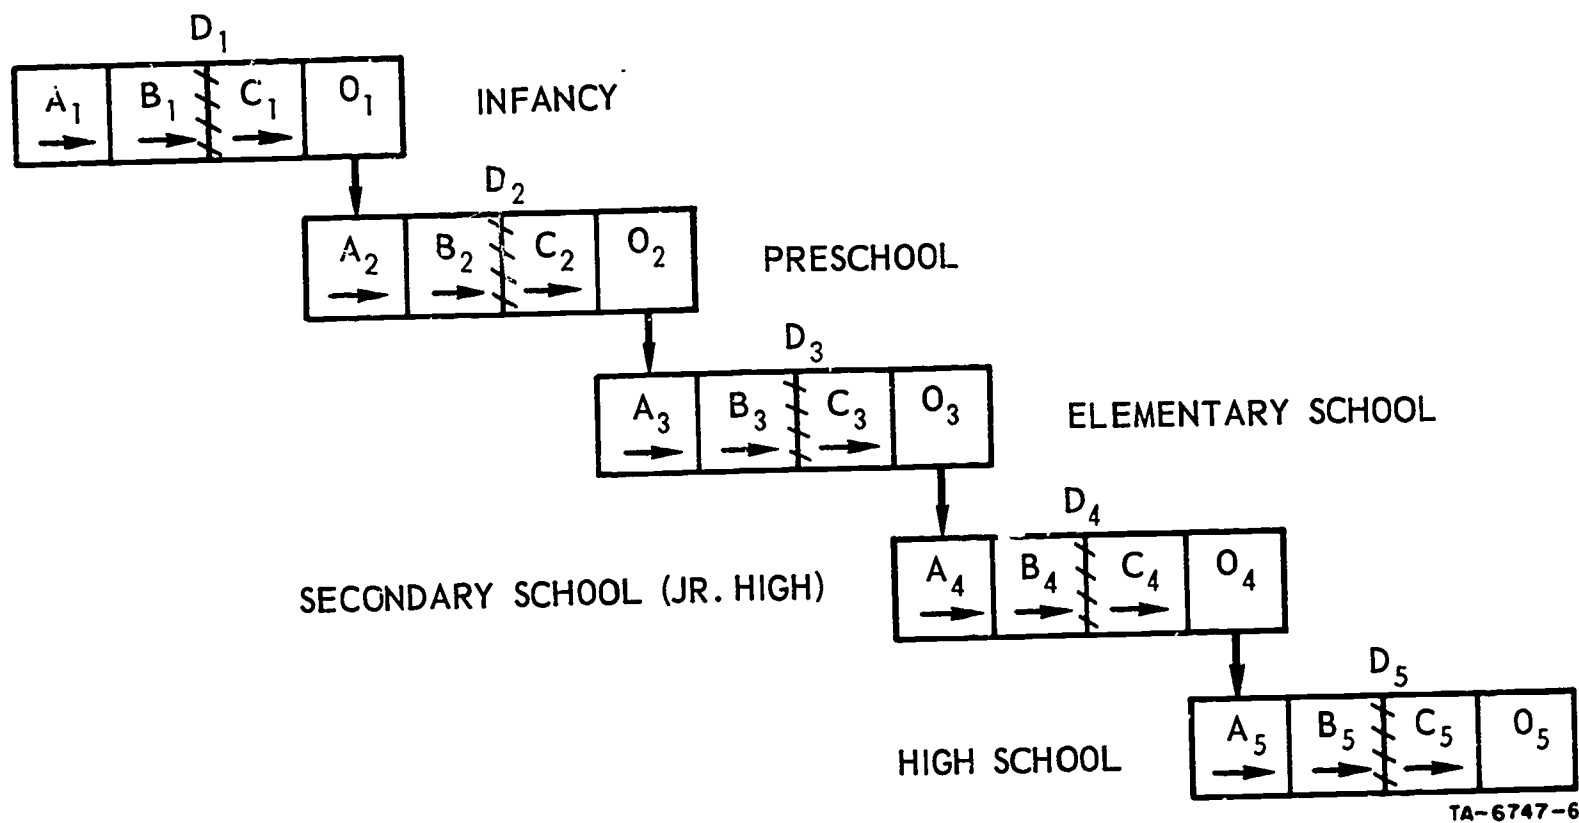 D₁
A₁ B₁ C₁ O₁ INFANCY
D₂
A₂ B₂ C₂ O₂ PRESCHOOL
D₃
A₃ B₃ C₃ O₃ ELEMENTARY SCHOOL
D₄
SECONDARY SCHOOL (JR. HIGH) A₄ B₄ C₄ O₄
D₅
HIGH SCHOOL A₅ B₅ C₅ O₅
TA-6747-6